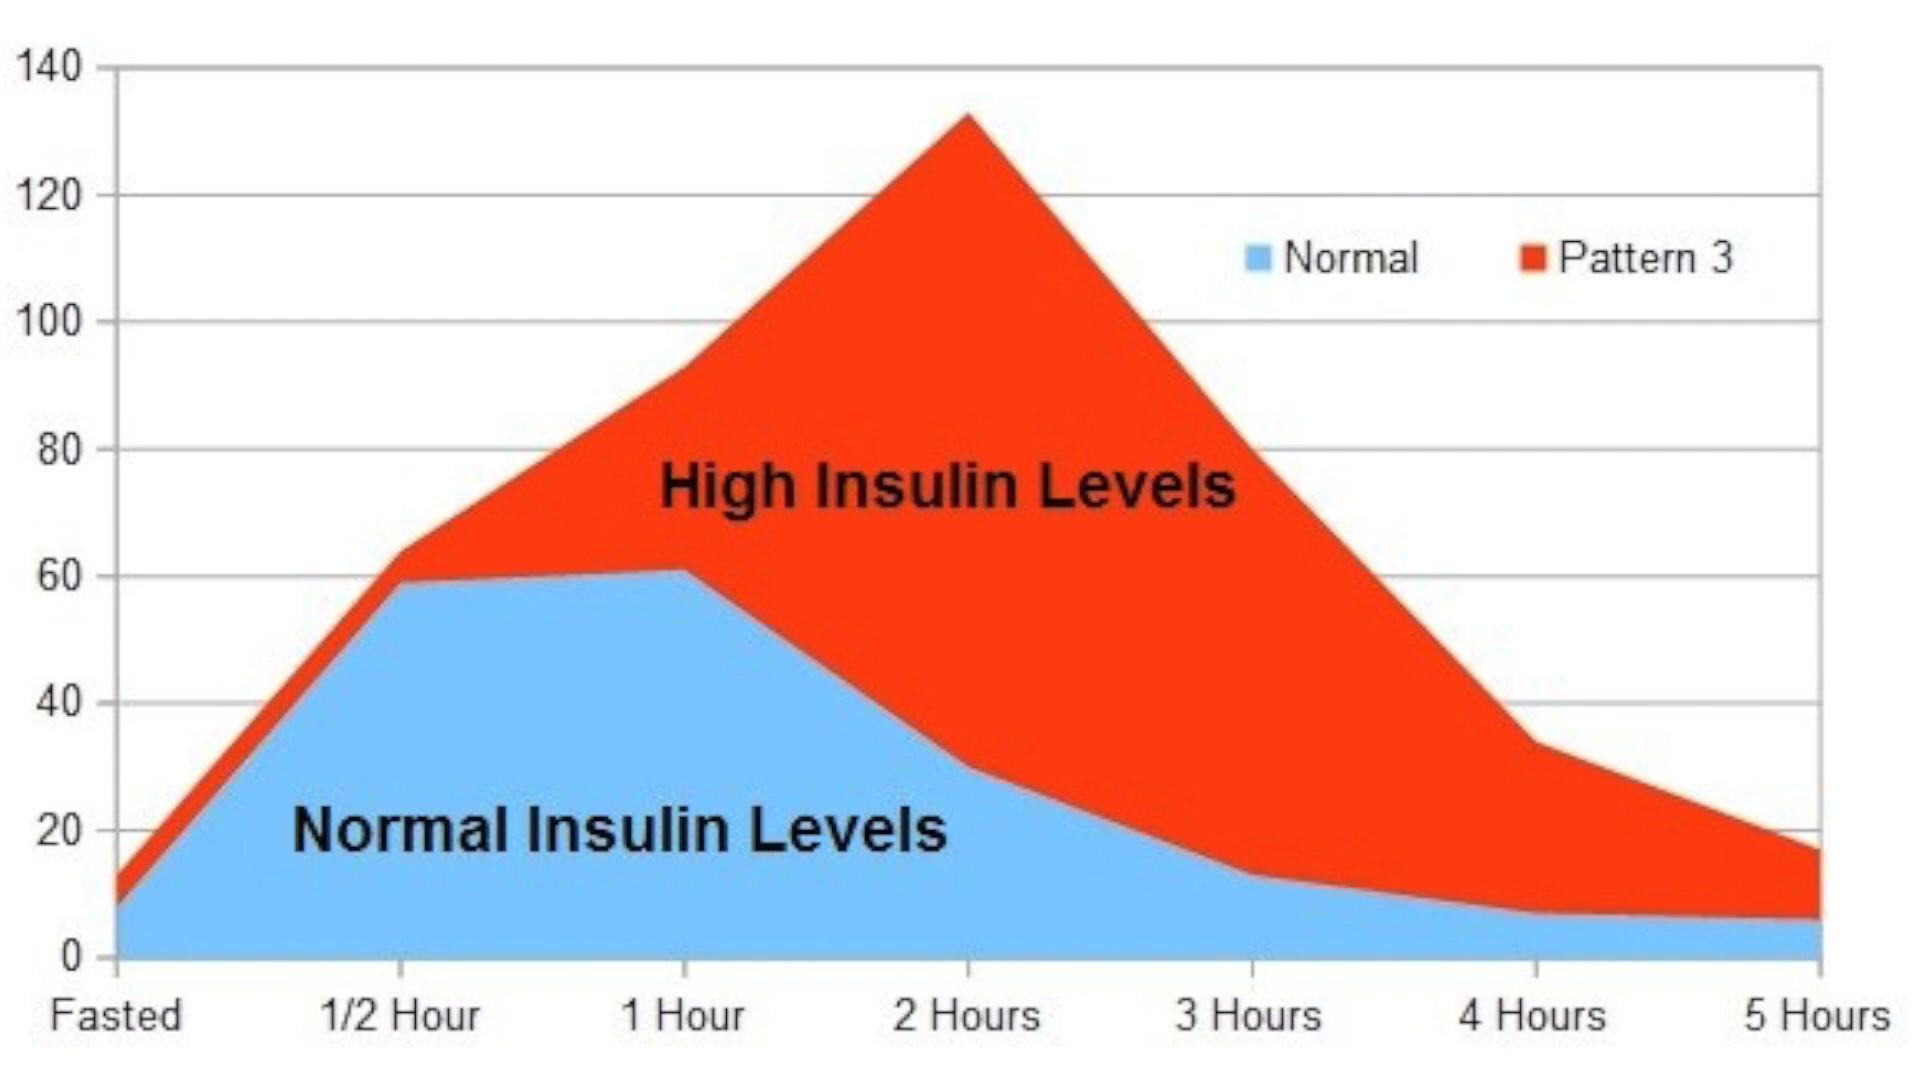 140
120
Normal Pattern 3
100
80
High Insulin Levels
60
40
20
Normal Insulin Levels
0
Fasted 1/2 Hour 1 Hour 2 Hours 3 Hours 4 Hours 5 Hours